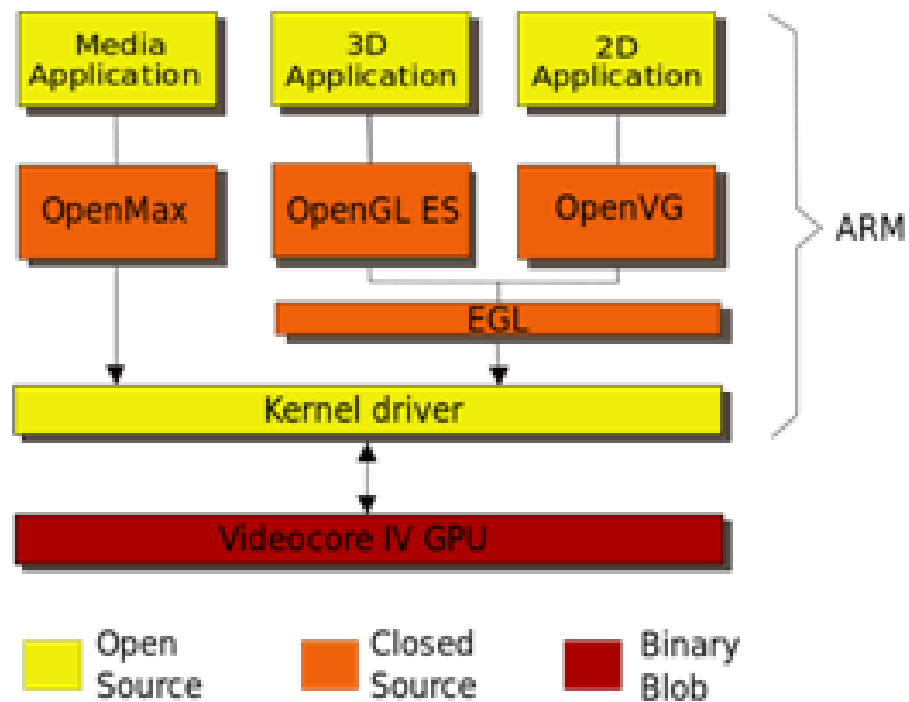 Media
Application
3D
Application
2D
Application
OpenMax
OpenGL ES
OpenVG
ARM
EGL
Kernel driver
Videocore IV GPU
Open
Source
Closed
Source
Binary
Blob